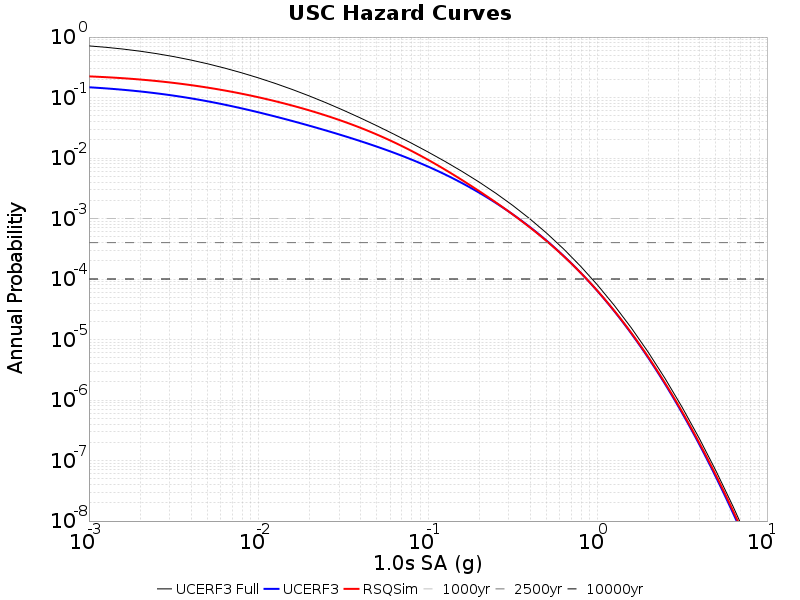 USC Hazard Curves
Annual Probabilitiy
10^0
10^-1
10^-2
10^-3
10^-4
10^-5
10^-6
10^-7
10^-8
10^-3 10^-2 10^-1 10^0 10^1
1.0s SA (g)
UCERF3 Full UCERF3 RSQSim 1000yr 2500yr 10000yr